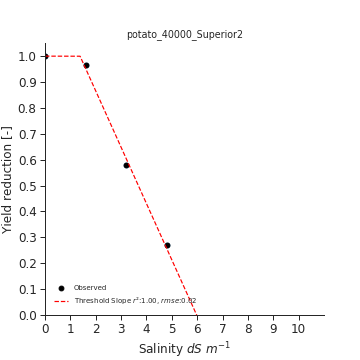 potato_40000_Superior2
1.0
0.9
0.8
0.7
0.6
0.5
0.4
0.3
0.2
0.1
0.0
Yield reduction [-]
Observed
Threshold Slope r²:1.00, rmse:0.02
0 1 2 3 4 5 6 7 8 9 10
Salinity dS m⁻¹